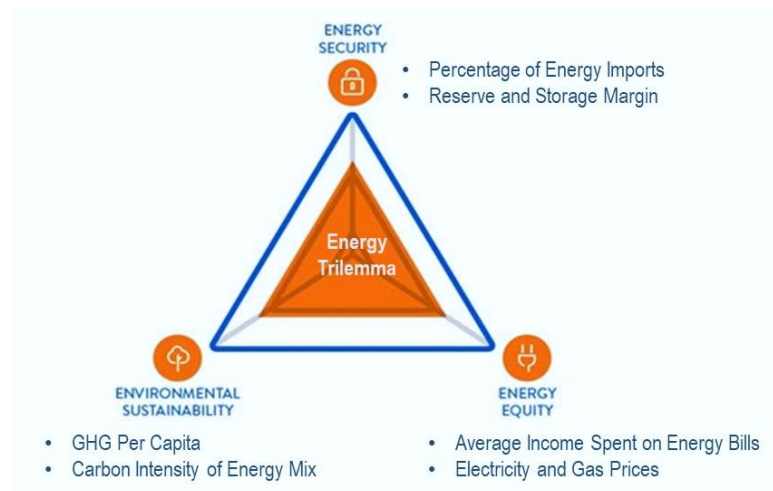 ENERGY
SECURITY
• Percentage of Energy Imports
• Reserve and Storage Margin
Energy
Trilemma
ENVIRONMENTAL
SUSTAINABILITY
• GHG Per Capita
• Carbon Intensity of Energy Mix
ENERGY
EQUITY
• Average Income Spent on Energy Bills
• Electricity and Gas Prices